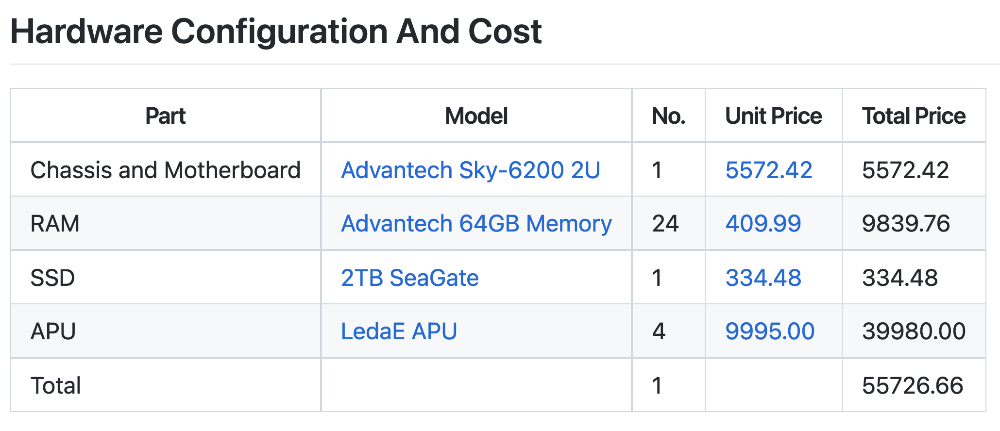 Hardware Configuration And Cost
Part Model No. Unit Price Total Price
Chassis and Motherboard Advantech Sky-6200 2U 1 5572.42 5572.42
RAM Advantech 64GB Memory 24 409.99 9839.76
SSD 2TB SeaGate 1 334.48 334.48
APU LedaE APU 4 9995.00 39980.00
Total 1 55726.66